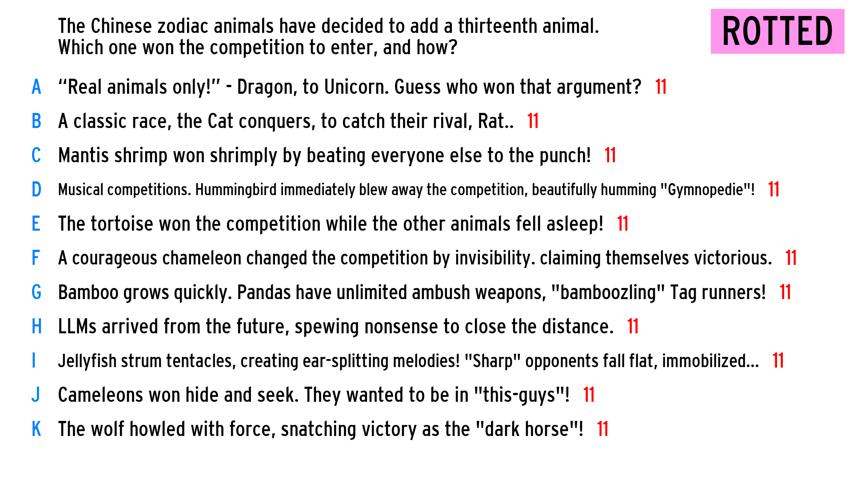 The Chinese zodiac animals have decided to add a thirteenth animal.
Which one won the competition to enter, and how?
ROTTED
A “Real animals only!” - Dragon, to Unicorn. Guess who won that argument? 11
B A classic race, the Cat conquers, to catch their rival, Rat.. 11
C Mantis shrimp won shrimply by beating everyone else to the punch! 11
D Musical competitions. Hummingbird immediately blew away the competition, beautifully humming "Gymnopedie"! 11
E The tortoise won the competition while the other animals fell asleep! 11
F A courageous chameleon changed the competition by invisibility. claiming themselves victorious. 11
G Bamboo grows quickly. Pandas have unlimited ambush weapons, "bamboozling" Tag runners! 11
H LLMs arrived from the future, spewing nonsense to close the distance. 11
I Jellyfish strum tentacles, creating ear-splitting melodies! "Sharp" opponents fall flat, immobilized... 11
J Cameleons won hide and seek. They wanted to be in "this-guys"! 11
K The wolf howled with force, snatching victory as the "dark horse"! 11